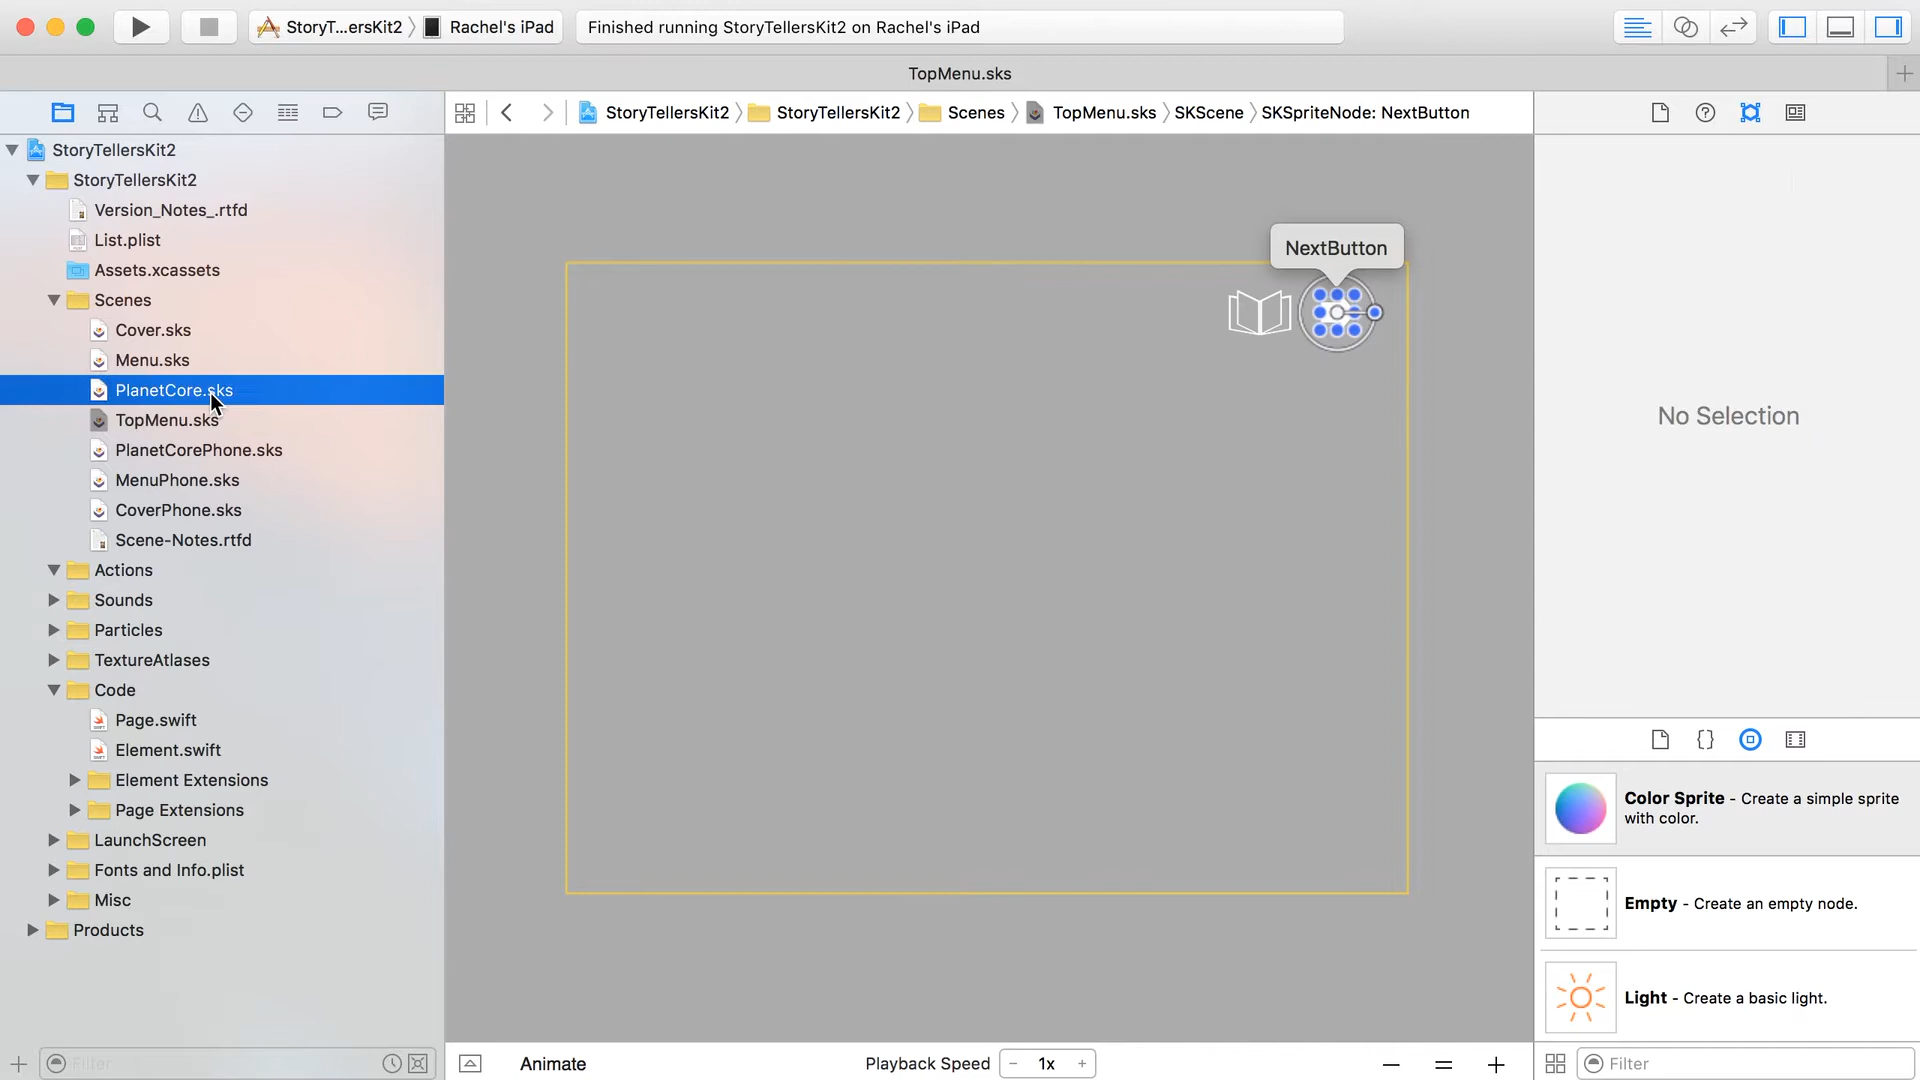 StoryT...ersKit2 Rachel's iPad
Finished running StoryTellersKit2 on Rachel's iPad
TopMenu.sks
StoryTellersKit2 StoryTellersKit2 Scenes TopMenu.sks SKScene SKSpriteNode: NextButton
StoryTellersKit2
StoryTellersKit2
Version_Notes_.rtfd
List.plist
Assets.xcassets
Scenes
Cover.sks
Menu.sks
PlanetCore.sks
TopMenu.sks
PlanetCorePhone.sks
MenuPhone.sks
CoverPhone.sks
Scene-Notes.rtfd
Actions
Sounds
Particles
TextureAtlases
Code
Page.swift
Element.swift
Element Extensions
Page Extensions
LaunchScreen
Fonts and Info.plist
Misc
Products
Filter
NextButton
Animate
Playback Speed
- 1x +
No Selection
Color Sprite - Create a simple sprite
with color.
Empty - Create an empty node.
Light - Create a basic light.
Filter